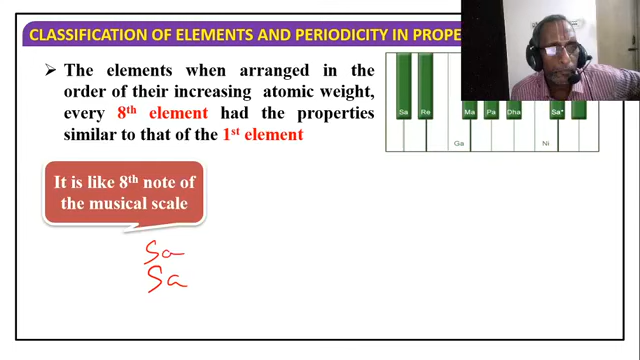 CLASSIFICATION OF ELEMENTS AND PERIODICITY IN PROPE
➢ The elements when arranged in the
order of their increasing atomic weight,
every 8th element had the properties
similar to that of the 1st element
Sa Re Ma Pa Dha Sa*
Ga Ni
It is like 8th note of
the musical scale
Sa
Sa